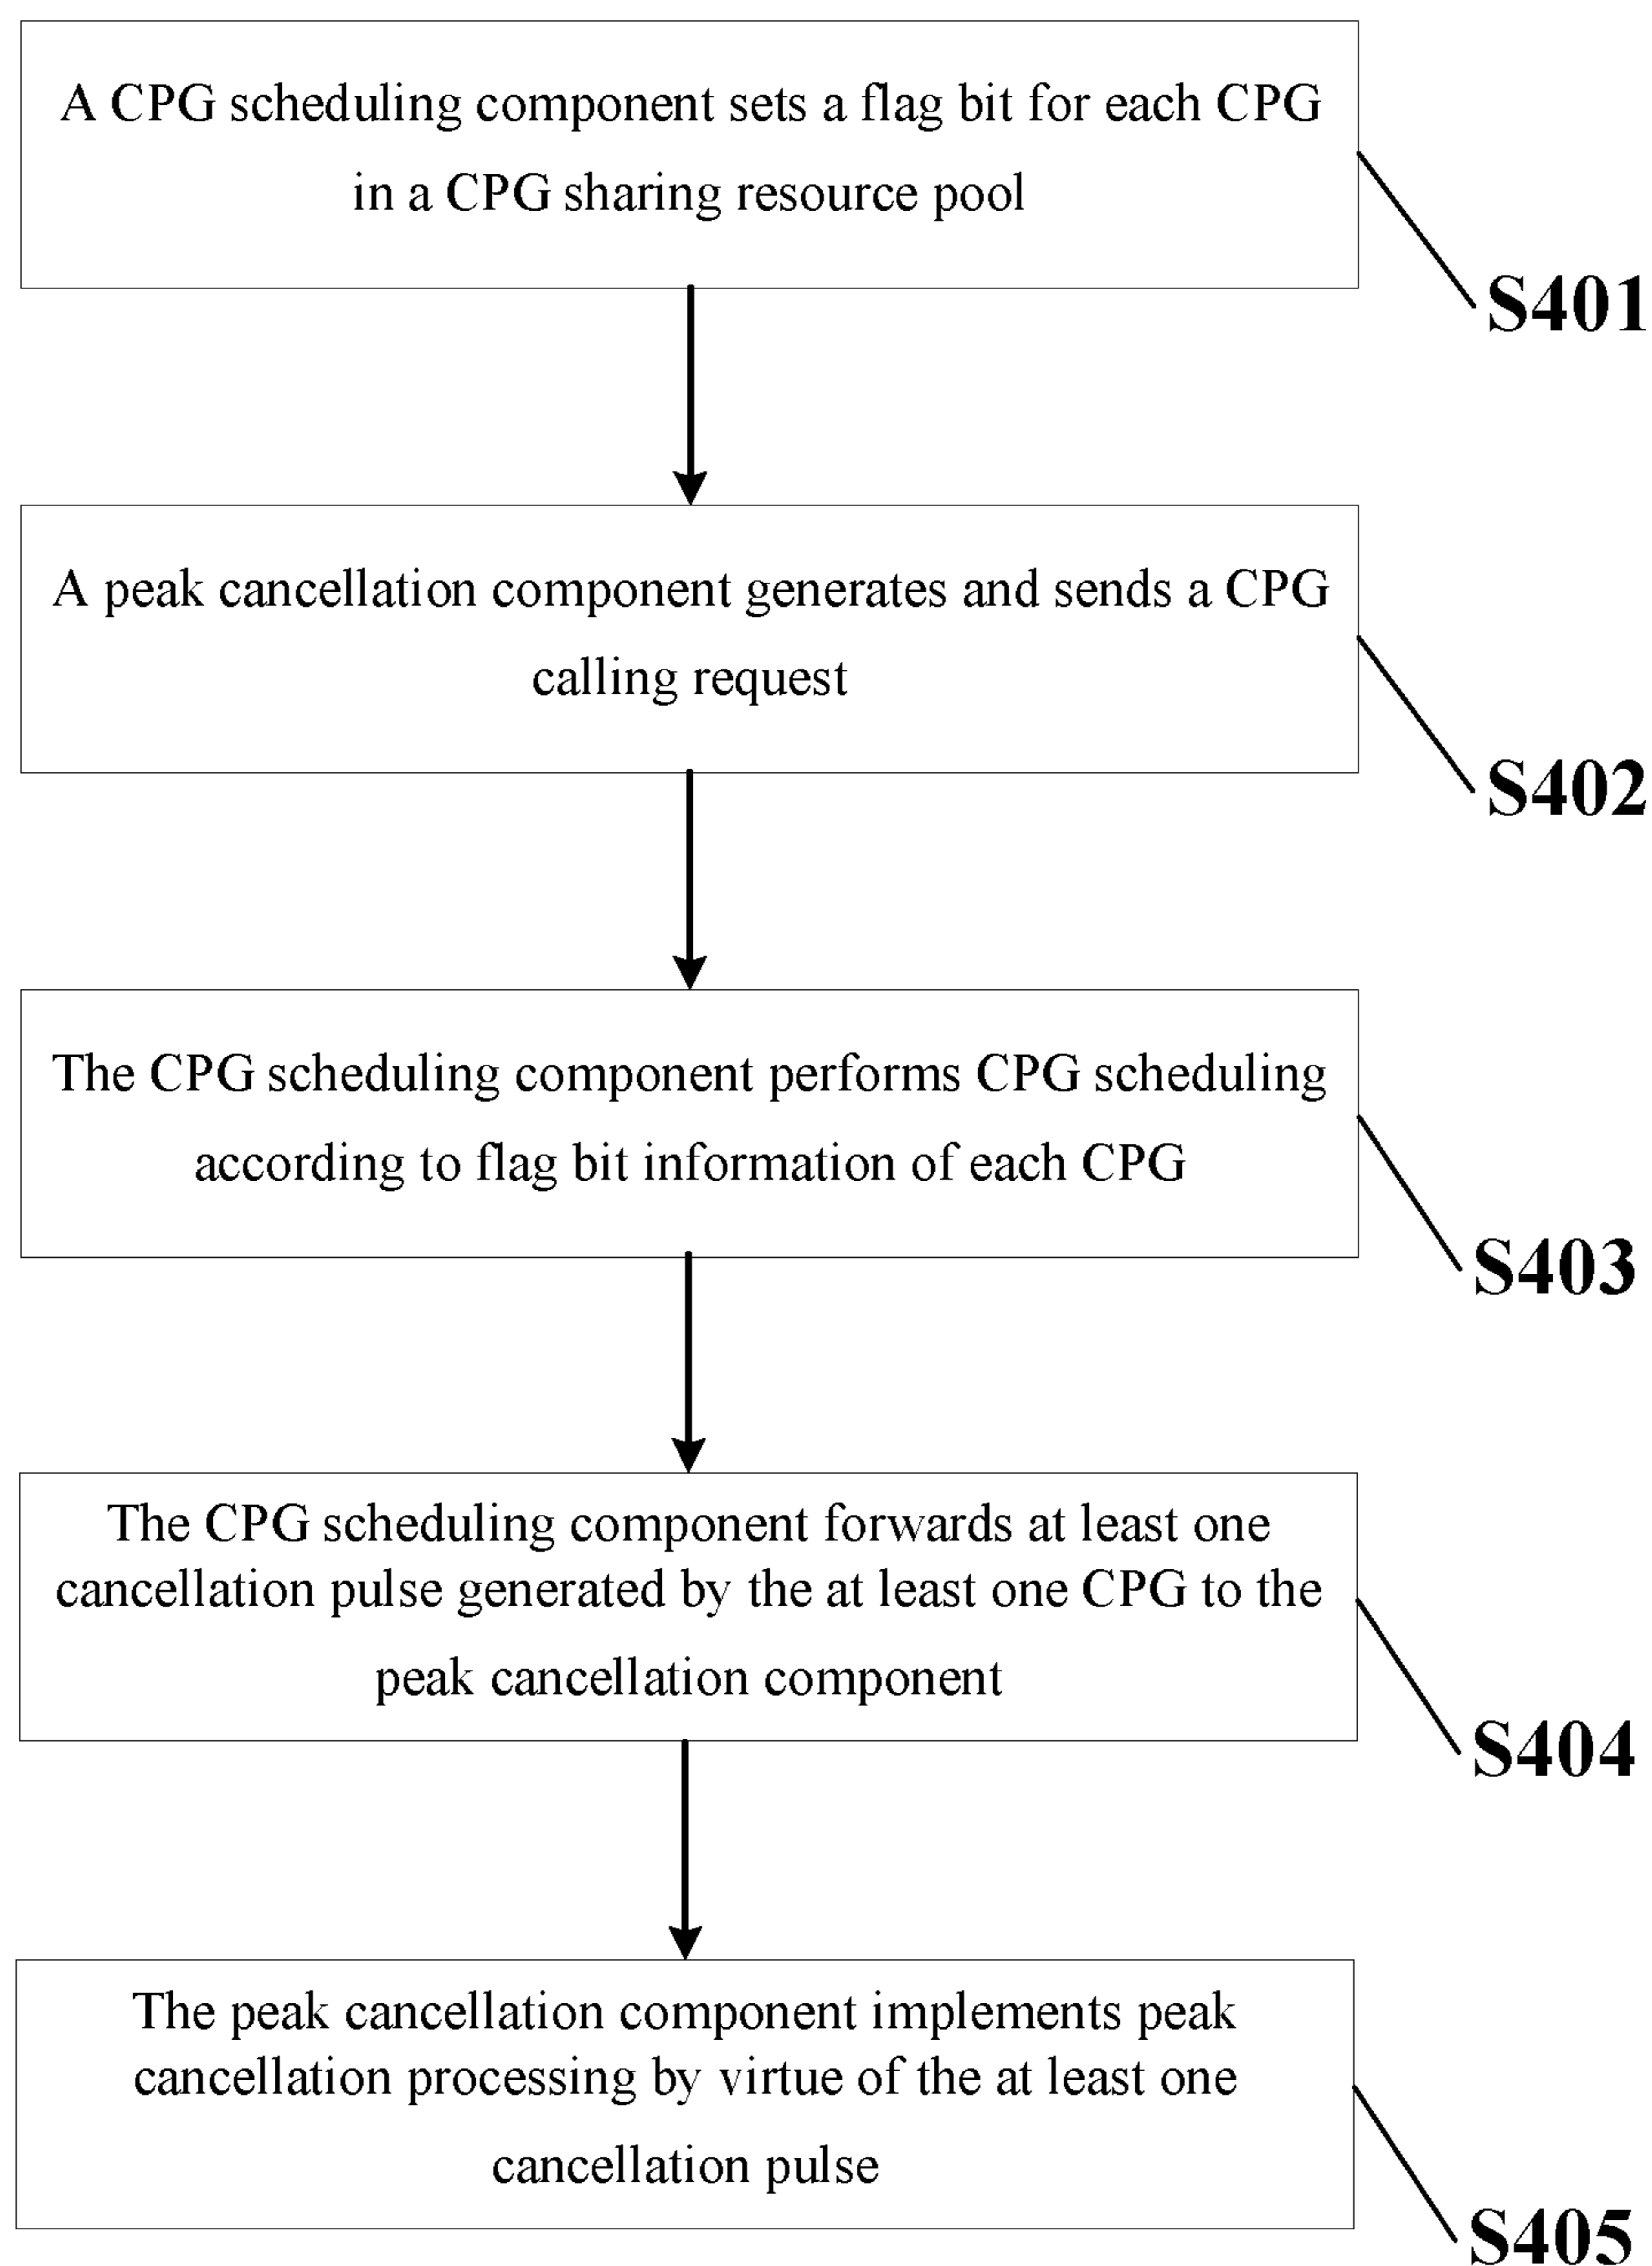 A CPG scheduling component sets a flag bit for each CPG
in a CPG sharing resource pool
S401
A peak cancellation component generates and sends a CPG
calling request
S402
The CPG scheduling component performs CPG scheduling
according to flag bit information of each CPG
S403
The CPG scheduling component forwards at least one
cancellation pulse generated by the at least one CPG to the
peak cancellation component
S404
The peak cancellation component implements peak
cancellation processing by virtue of the at least one
cancellation pulse
S405